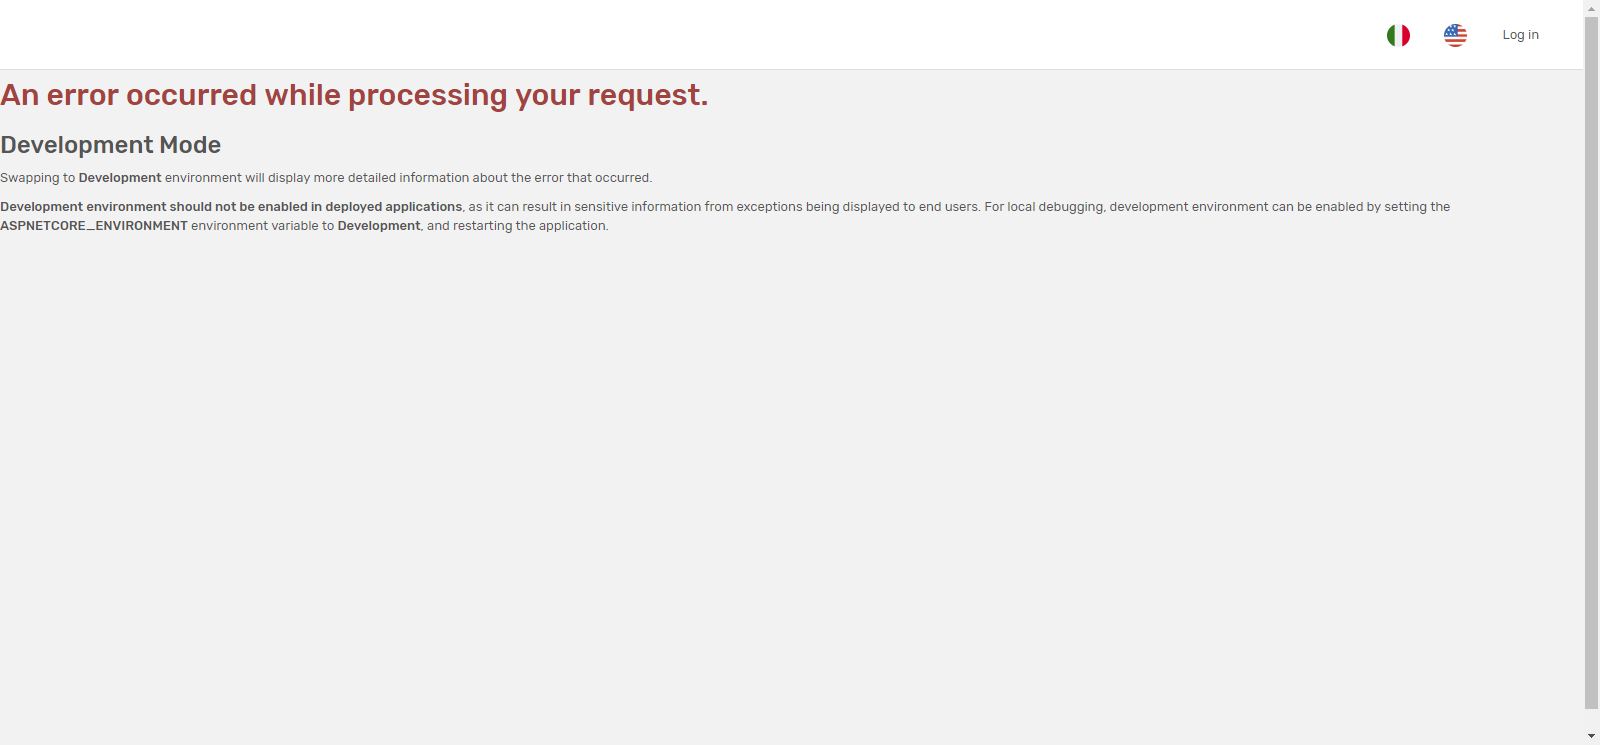 Log in
An error occurred while processing your request.
Development Mode
Swapping to Development environment will display more detailed information about the error that occurred.
Development environment should not be enabled in deployed applications, as it can result in sensitive information from exceptions being displayed to end users. For local debugging, development environment can be enabled by setting the
ASPNETCORE_ENVIRONMENT environment variable to Development, and restarting the application.